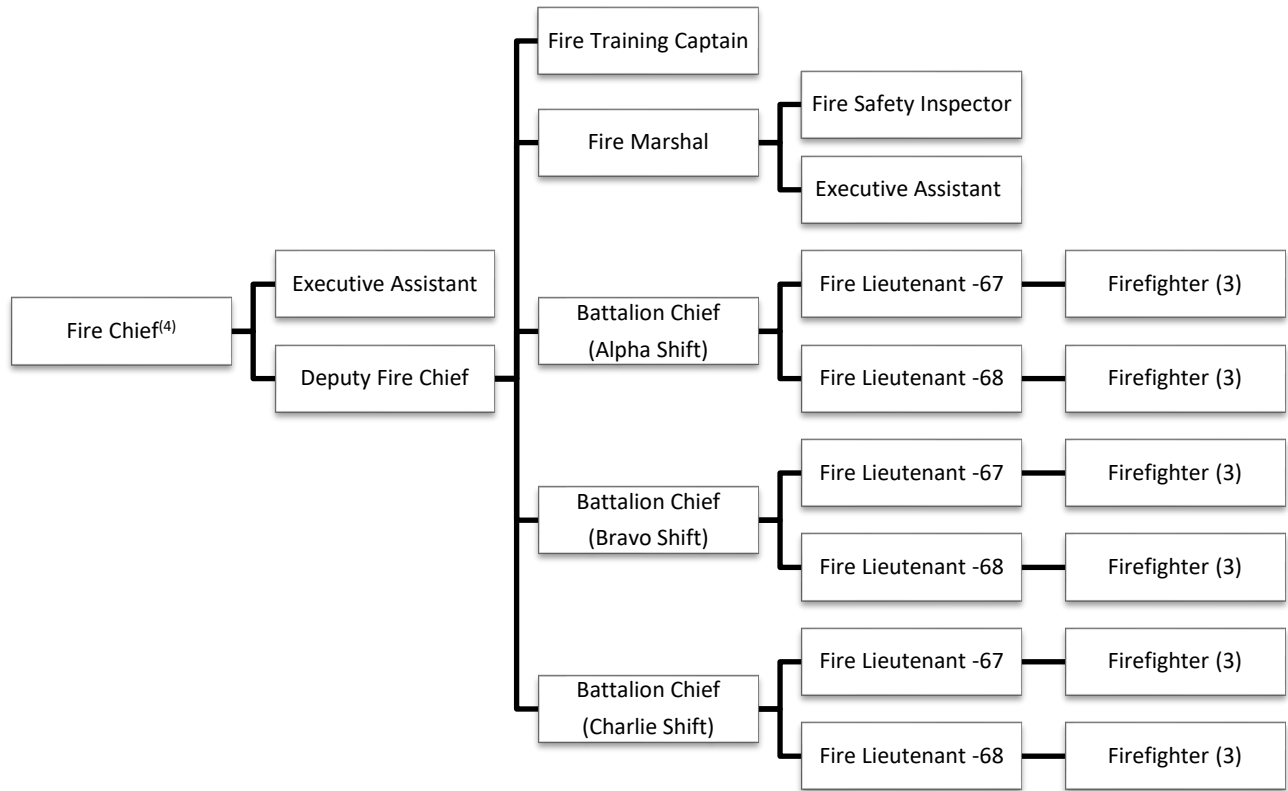 Fire Training Captain
Fire Safety Inspector
Fire Marshal
Executive Assistant
Executive Assistant
Fire Lieutenant -67
Firefighter (3)
Battalion Chief
(Alpha Shift)
Fire Chief(4)
Deputy Fire Chief
Fire Lieutenant -68
Firefighter (3)
Fire Lieutenant -67
Firefighter (3)
Battalion Chief
(Bravo Shift)
Fire Lieutenant -68
Firefighter (3)
Fire Lieutenant -67
Firefighter (3)
Battalion Chief
(Charlie Shift)
Fire Lieutenant -68
Firefighter (3)